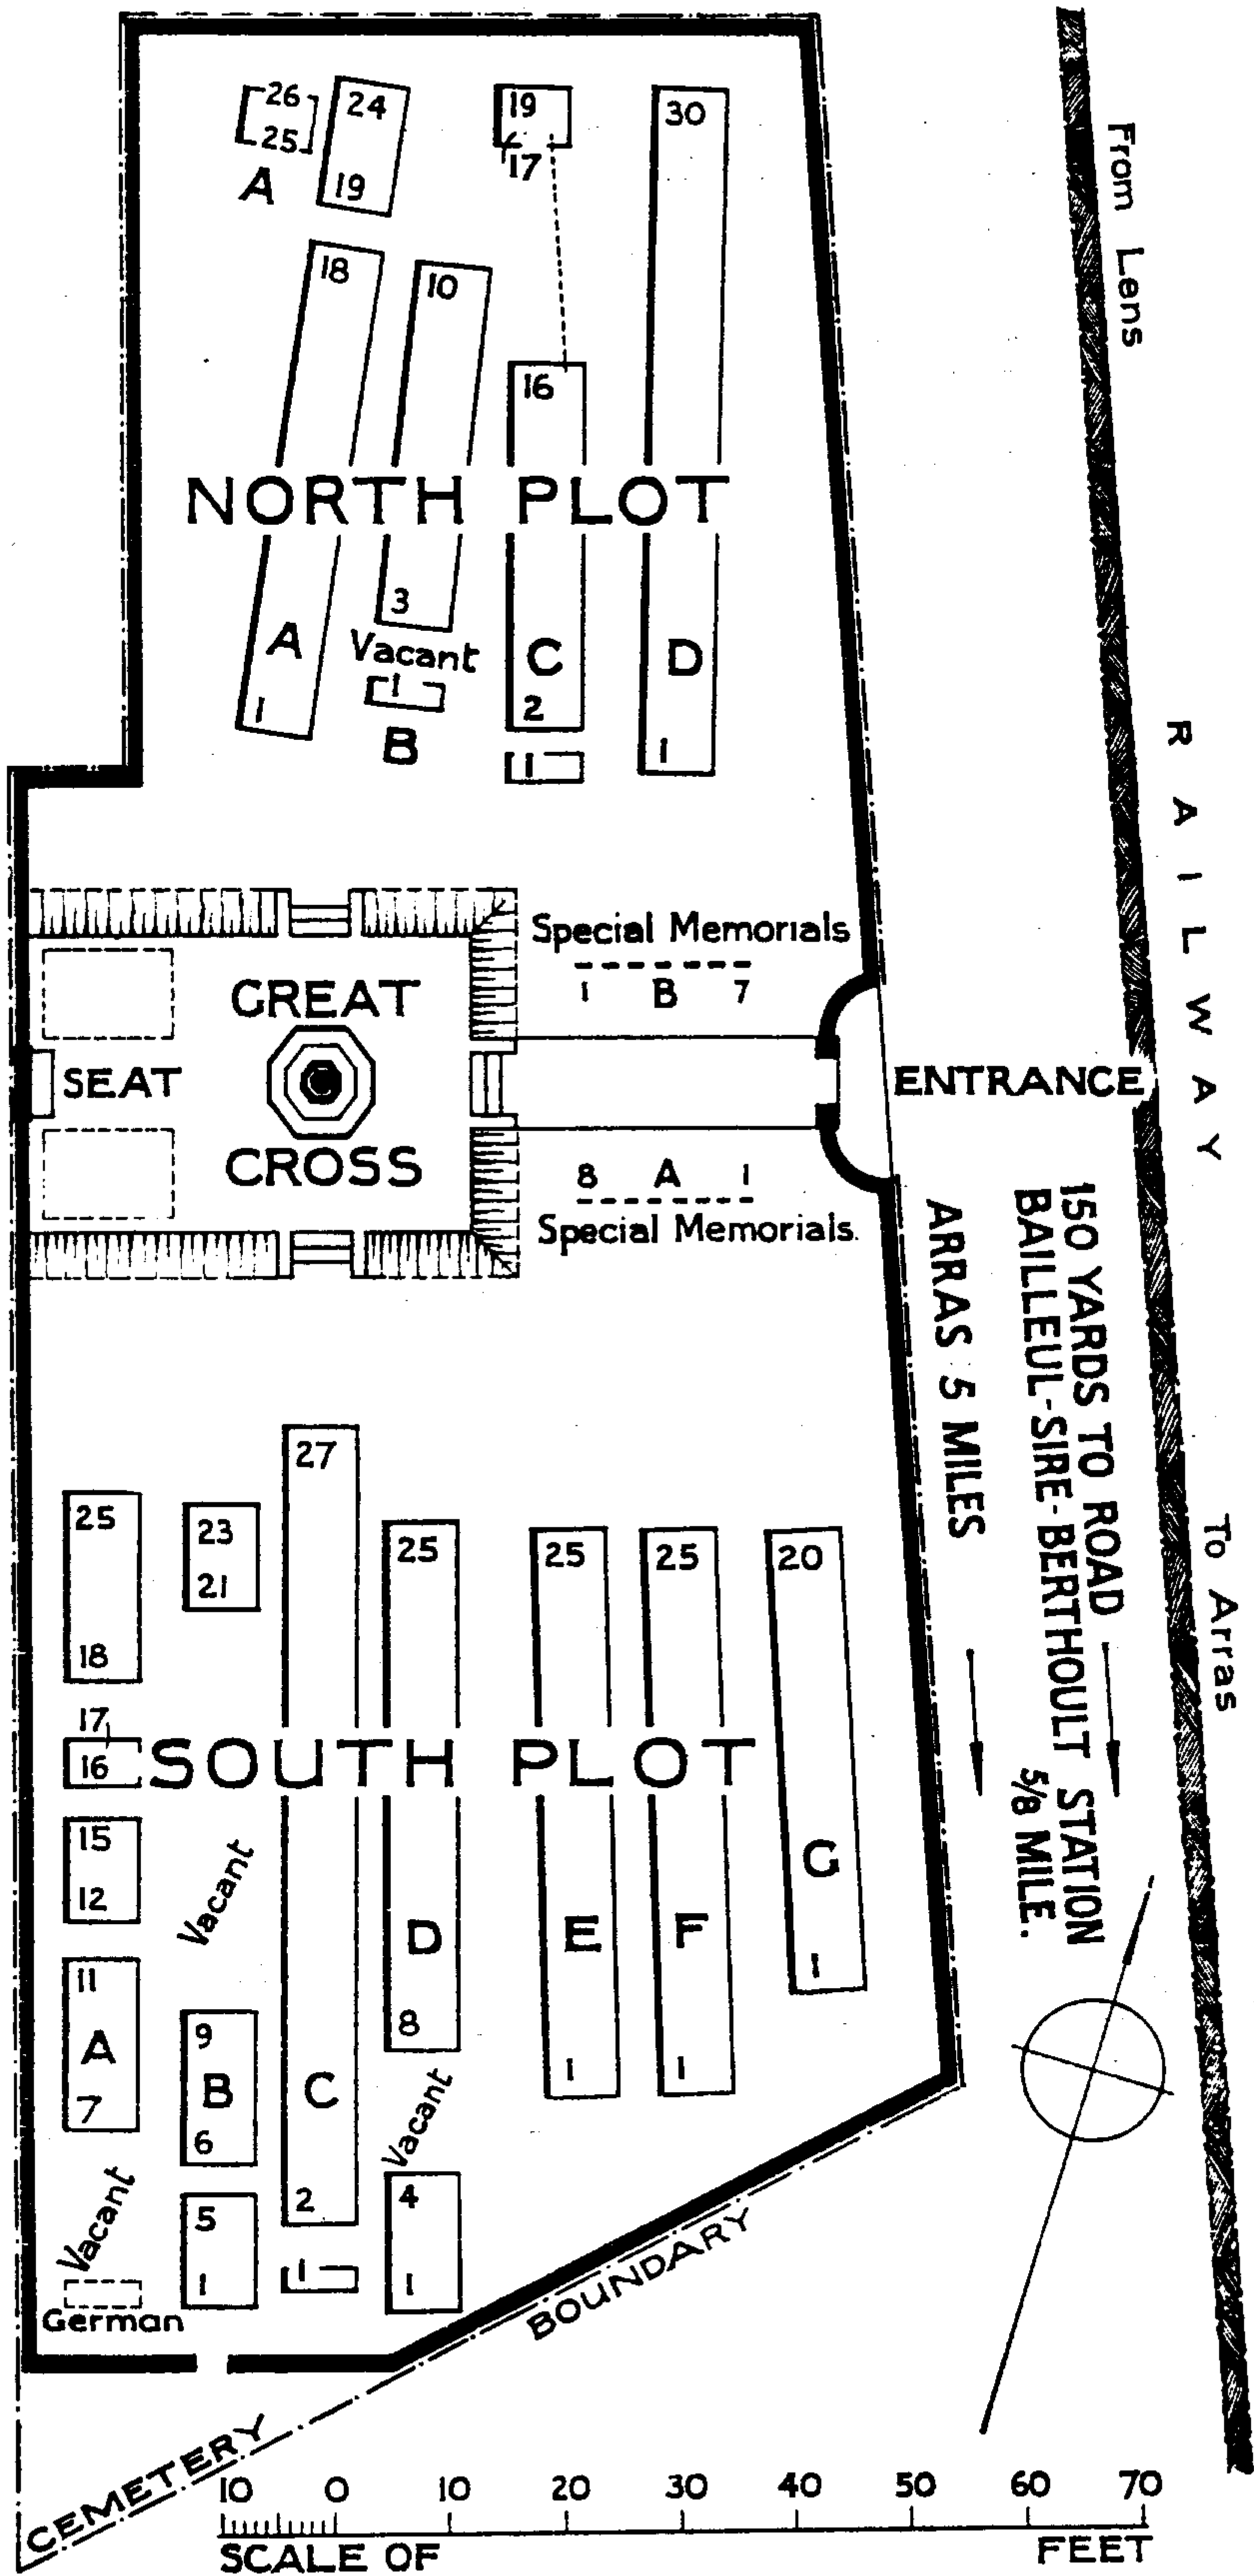 26
25
A
24
19
19
17
30
18
10
16
NORTH PLOT
A
1
3
Vacant
1
B
C
2
1
D
1
From Lens
RAILWAY
To Arras
Special Memorials
1 B 7
GREAT
SEAT
CROSS
ENTRANCE
8 A 1
Special Memorials.
ARRAS 5 MILES
150 YARDS TO ROAD
BAILLEUL-SIRE-BERTHOULT STATION
5/8 MILE.
25
18
17
16
15
12
11
A
7
Vacant
German
23
21
Vacant
9
B
6
5
1
27
SOUTH PLOT
C
2
1
25
D
8
Vacant
4
1
25
E
1
25
F
1
20
G
1
CEMETERY BOUNDARY
10 0 10 20 30 40 50 60 70
SCALE OF FEET